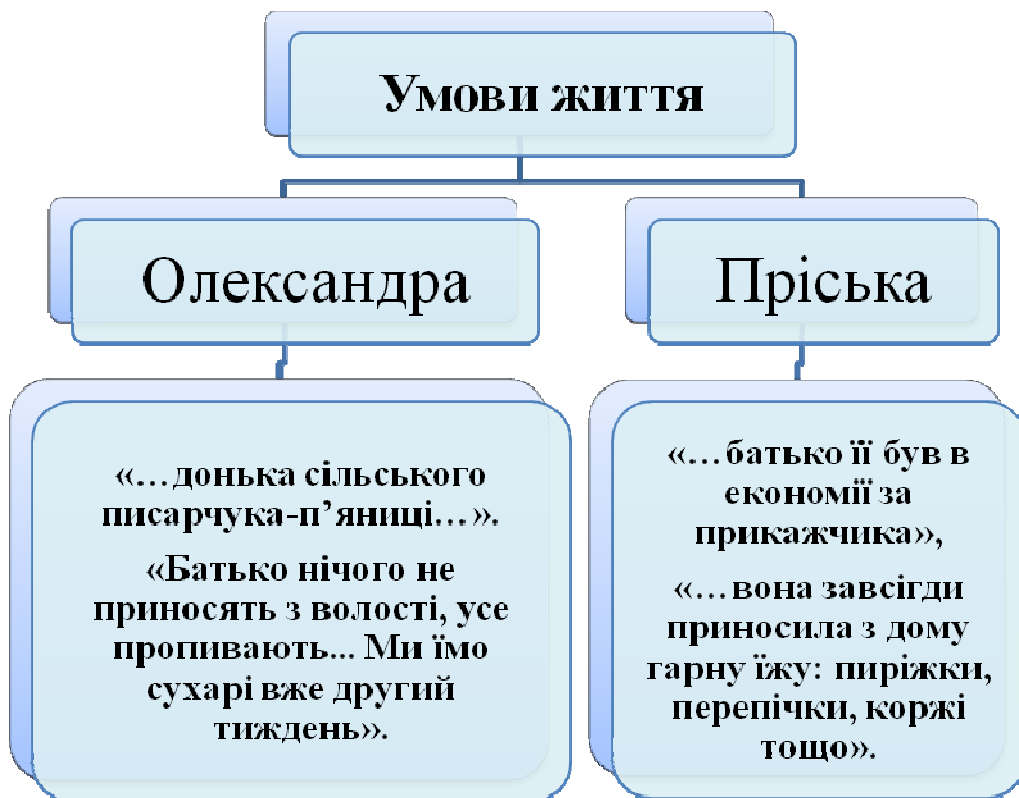 Умови життя
Олександра
Пріська
«…донька сільського
писарчука-п’яниці…».
«Батько нічого не
приносять з волості, усе
пропивають... Ми їмо
сухарі вже другий
тиждень».
«…батько її був в
економії за
прикажчика»,
«…вона завсігди
приносила з дому
гарну їжу: пиріжки,
перепічки, коржі
тощо».